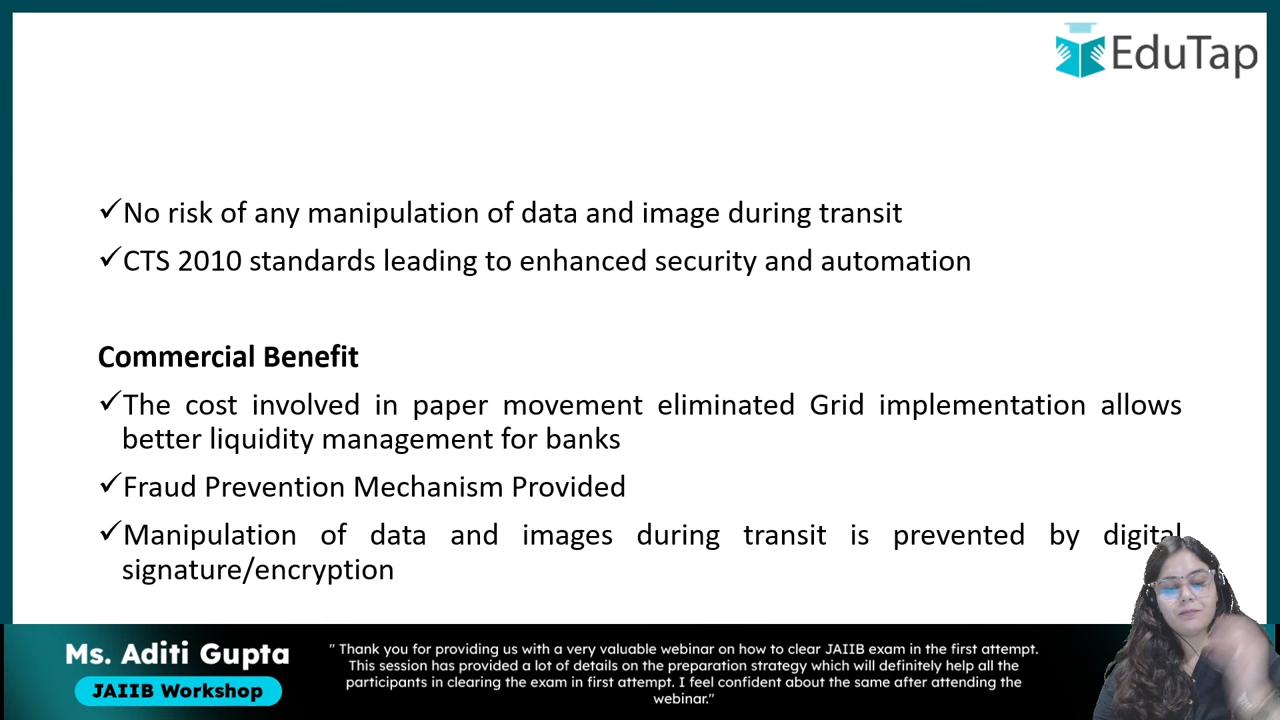 EduTap
✓No risk of any manipulation of data and image during transit
✓CTS 2010 standards leading to enhanced security and automation
Commercial Benefit
✓The cost involved in paper movement eliminated Grid implementation allows
better liquidity management for banks
✓Fraud Prevention Mechanism Provided
✓Manipulation of data and images during transit is prevented by digital
signature/encryption
Ms. Aditi Gupta
JAIIB Workshop
" Thank you for providing us with a very valuable webinar on how to clear JAIIB exam in the first attempt.
This session has provided a lot of details on the preparation strategy which will definitely help all the
participants in clearing the exam in first attempt. I feel confident about the same after attending the
webinar."